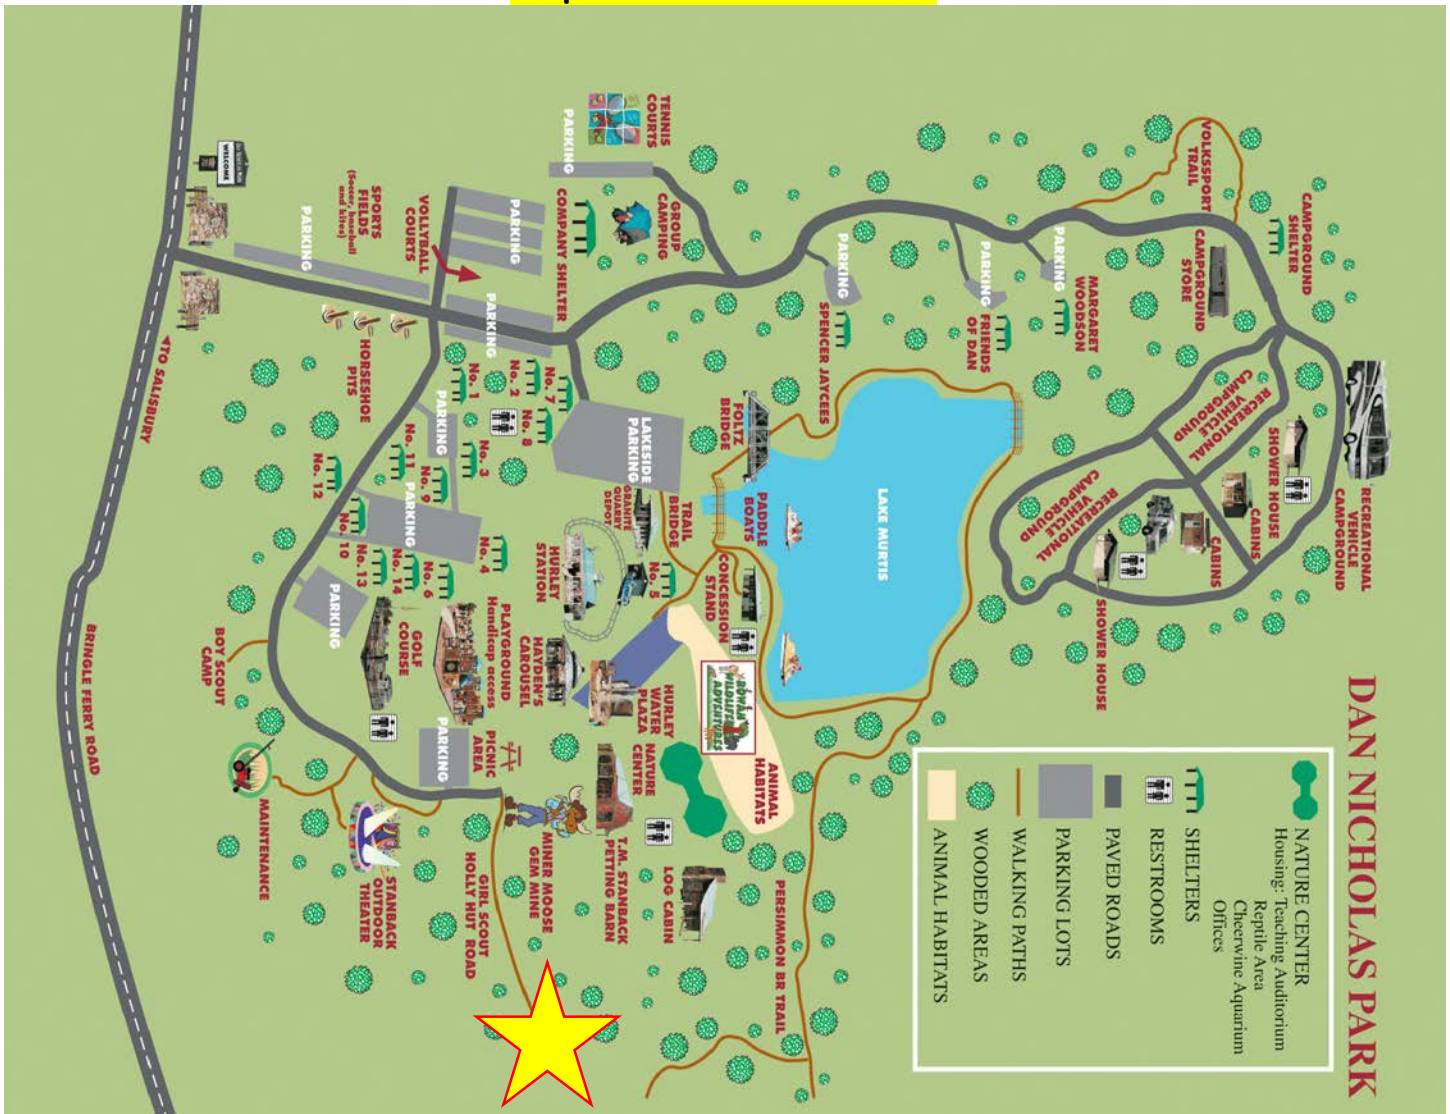 DAN NICHOLAS PARK
NATURE CENTER
Housing: Teaching Auditorium
Reptile Area
Cheerwine Aquarium
Offices
SHELTERS
RESTROOMS
PAVED ROADS
PARKING LOTS
WALKING PATHS
WOODED AREAS
ANIMAL HABITATS
RECREATIONAL
VEHICLE
CAMPGROUND
CAMPGROUND
SHELTER
VOLKSSPORT
TRAIL
CAMPGROUND
STORE
SHOWER HOUSE
RECREATIONAL
VEHICLE
CAMPGROUND
CABINS
CABINS
RECREATIONAL
VEHICLE
CAMPGROUND
SHOWER HOUSE
MARGARET
WOODSON
PARKING
FRIENDS
OF DAN
PARKING
SPENCER JAYCEES
PARKING
LAKE MURTIS
FOLTZ
BRIDGE
PADDLE
BOATS
TRAIL
BRIDGE
CONCESSION
STAND
ROWAN
WILDLIFE
ADVENTURES
ANIMAL
HABITATS
PERSIMMON BR TRAIL
TENNIS
COURTS
PARKING
GROUP
CAMPING
COMPANY SHELTER
PARKING
VOLLYBALL
COURTS
SPORTS
FIELDS
(Soccer, baseball
and kites)
PARKING
PARKING
WELCOME
HORSESHOE
PITS
LAKESIDE
PARKING
GRANITE
QUARRY
DEPOT
HURLEY
STATION
No. 7
No. 2
No. 1
No. 8
No. 3
No. 9
No. 11
No. 12
PARKING
PARKING
No. 10
No. 4
No. 5
No. 6
No. 14
No. 13
PARKING
HURLEY
WATER
PLAZA
HAYDEN'S
CAROUSEL
PLAYGROUND
Handicap access
GOLF
COURSE
NATURE
CENTER
T.M. STANBACK
PETTING BARN
LOG CABIN
PICNIC
AREA
PARKING
MINER MOOSE
GEM MINE
GIRL SCOUT
HOLLY HUT ROAD
STANBACK
OUTDOOR
THEATER
MAINTENANCE
BOY SCOUT
CAMP
TO SALISBURY
BRINGLE FERRY ROAD